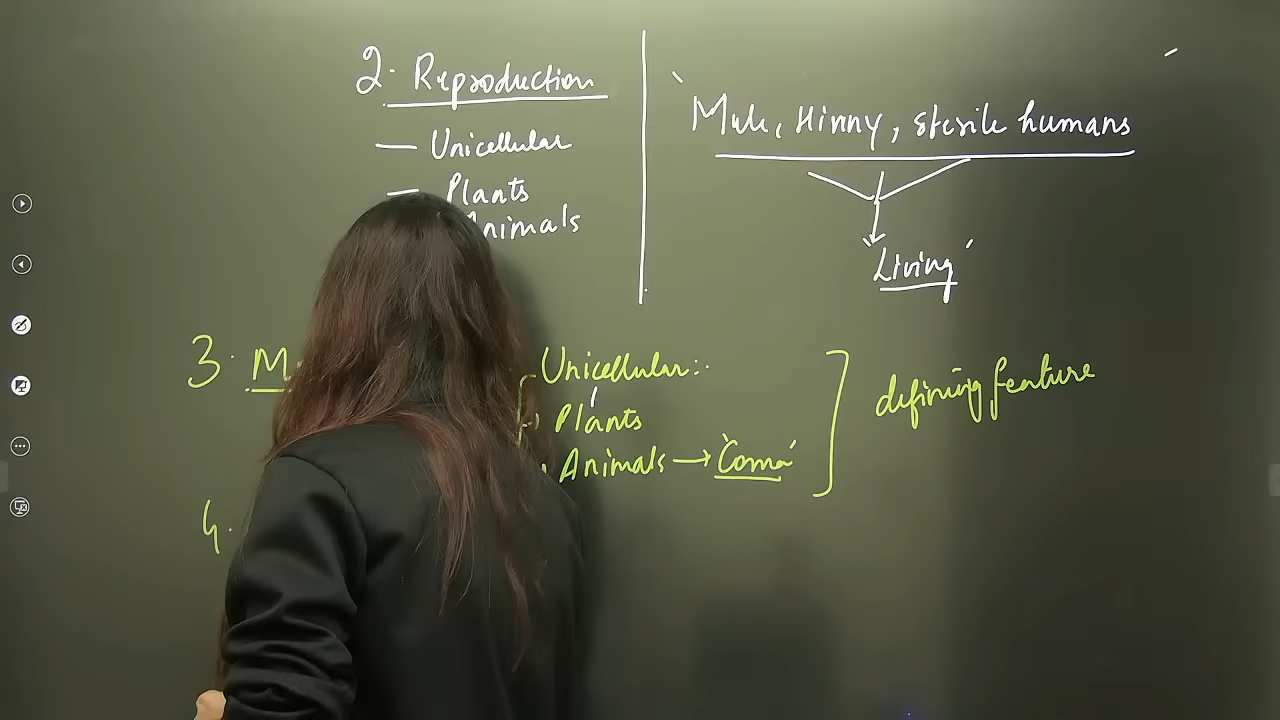 2. Reproduction
— Unicellular
— Plants
Animals
Mule, Hinny, sterile humans
Living
3.
Unicellular:
Plants
Animals → Coma
defining feature
4.